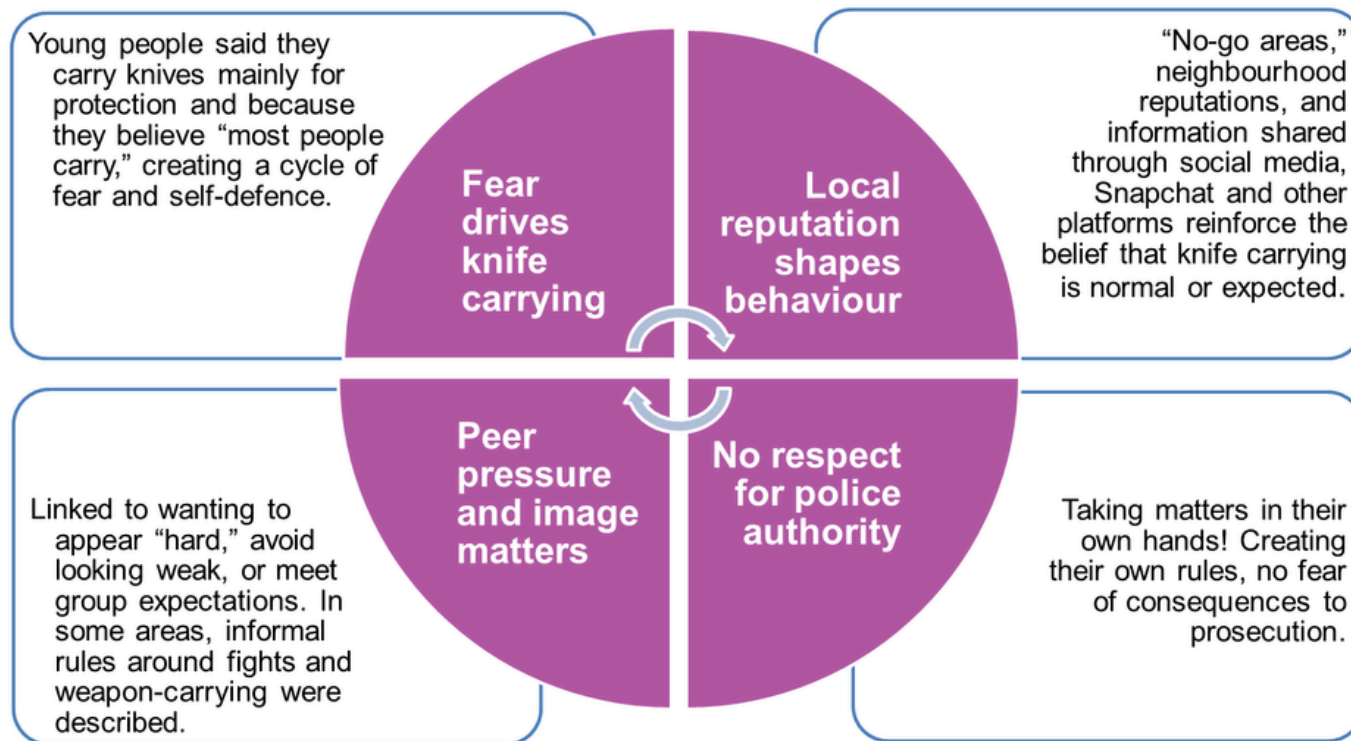 Young people said they
carry knives mainly for
protection and because
they believe “most people
carry,” creating a cycle of
fear and self-defence.
Fear
drives
knife
carrying
Local
reputation
shapes
behaviour
“No-go areas,”
neighbourhood
reputations, and
information shared
through social media,
Snapchat and other
platforms reinforce the
belief that knife carrying
is normal or expected.
Linked to wanting to
appear “hard,” avoid
looking weak, or meet
group expectations. In
some areas, informal
rules around fights and
weapon-carrying were
described.
Peer
pressure
and image
matters
No respect
for police
authority
Taking matters in their
own hands! Creating
their own rules, no fear
of consequences to
prosecution.